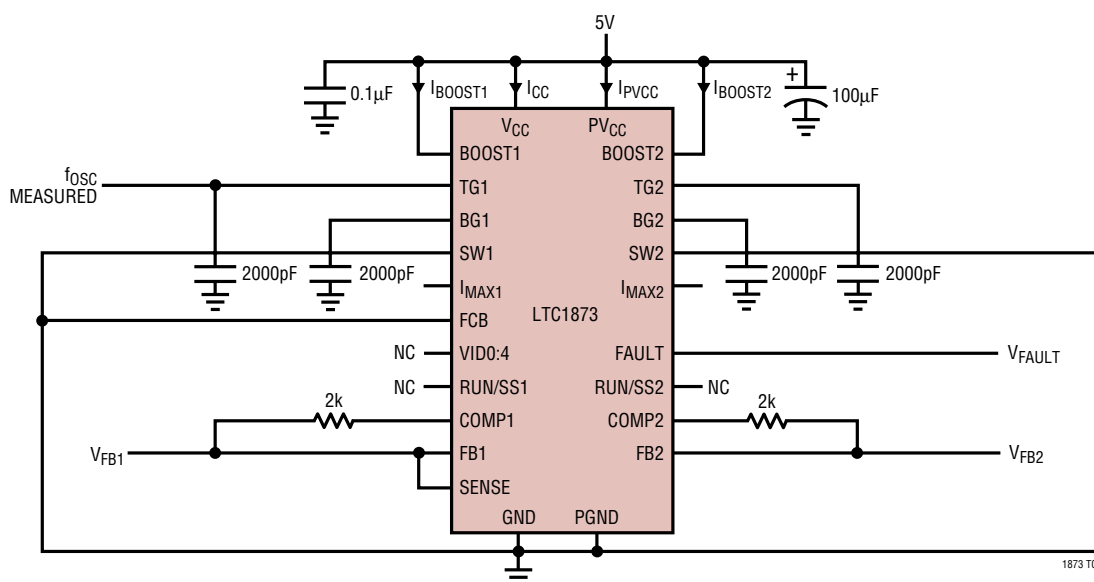 5V
0.1µF
IBOOST1
ICC
IPVCC
IBOOST2
+
100µF
VCC
PVCC
BOOST1
BOOST2
fOSC
MEASURED
TG1
TG2
BG1
BG2
SW1
SW2
2000pF
2000pF
2000pF
2000pF
IMAX1
IMAX2
LTC1873
FCB
NC
VID0:4
FAULT
VFAULT
NC
RUN/SS1
RUN/SS2
NC
2k
COMP1
COMP2
2k
VFB1
FB1
FB2
VFB2
SENSE
GND
PGND